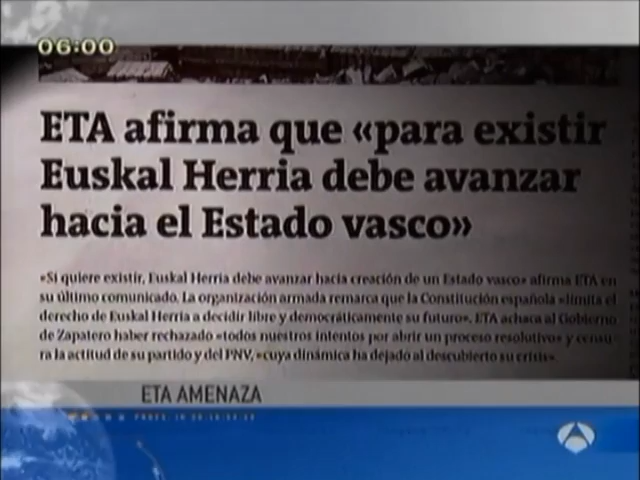 06:00
ETA afirma que «para existir
Euskal Herria debe avanzar
hacia el Estado vasco»
«Si quiere existir, Euskal Herria debe avanzar hacia creación de un Estado vasco» afirma ETA en
su último comunicado. La organización armada remarca que la Constitución española «limita el
derecho de Euskal Herria a decidir libre y democráticamente su futuro». ETA achaca al Gobierno
de Zapatero haber rechazado «todos nuestros intentos por abrir un proceso resolutivo» y censu-
ra la actitud de su partido y del PNV, «cuya dinámica ha dejado al descubierto su crisis».
ETA AMENAZA